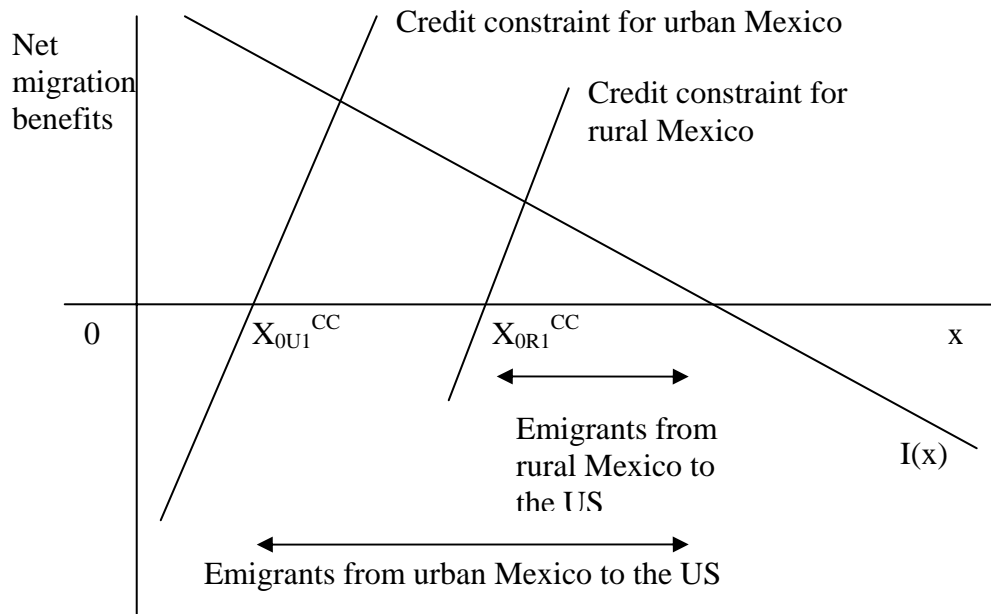 Credit constraint for urban Mexico
Net
migration
benefits
Credit constraint for
rural Mexico
0
X0U1CC
X0R1CC
x
Emigrants from
rural Mexico to
the US
I(x)
Emigrants from urban Mexico to the US